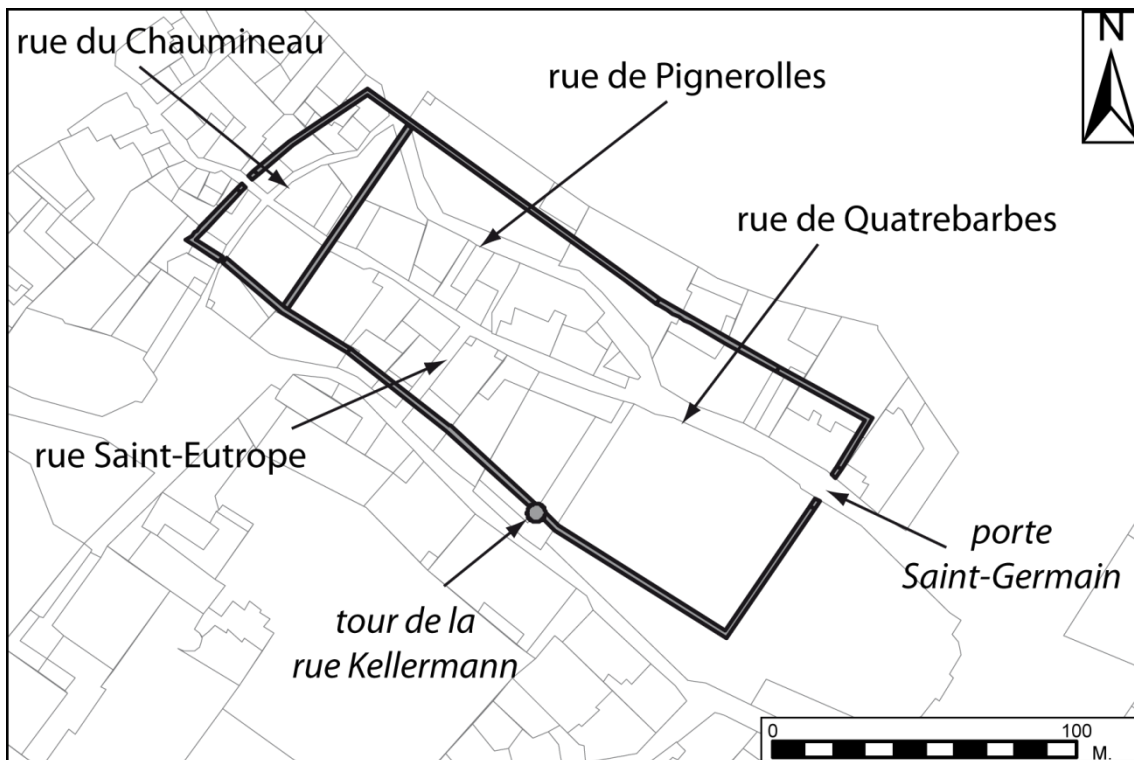 rue du Chaumineau
N
rue de Pignerolles
rue de Quatrebarbes
rue Saint-Eutrope
porte
Saint-Germain
tour de la
rue Kellermann
0 100
M.